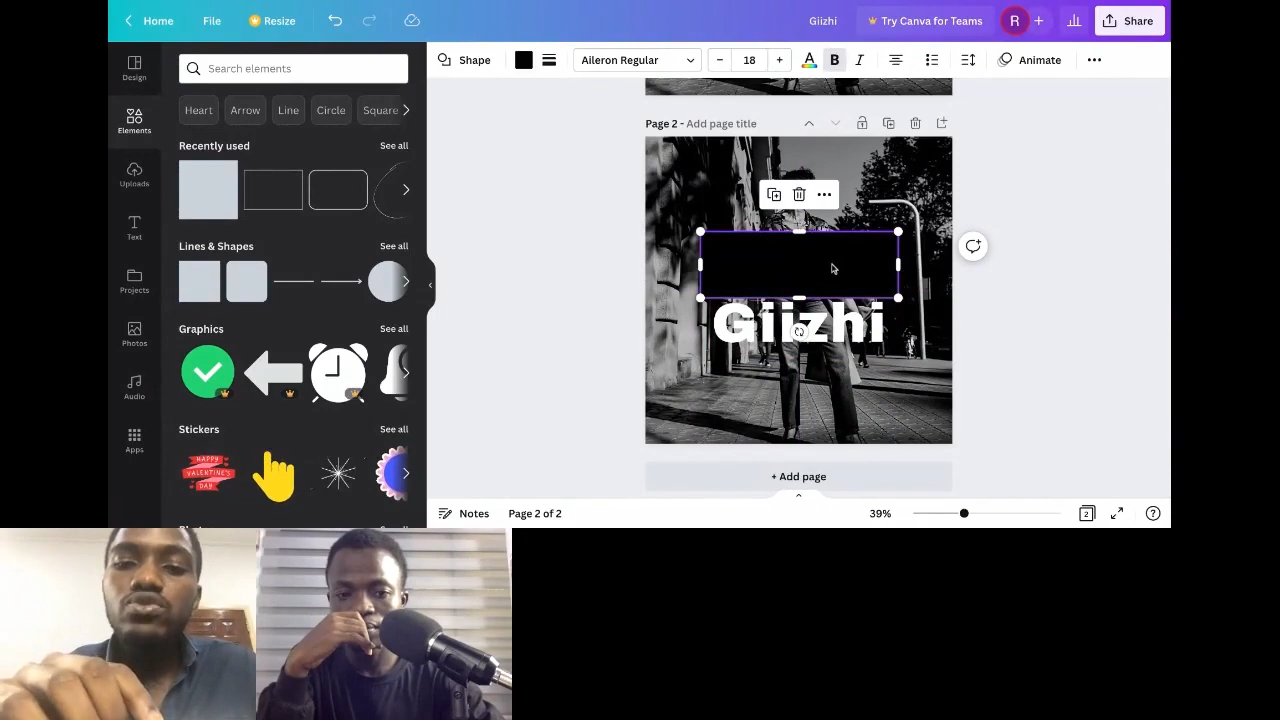 Home File Resize Giizhi Try Canva for Teams R + Share
Design
Elements
Uploads
Text
Projects
Photos
Audio
Apps
Search elements
Heart Arrow Line Circle Square
Recently used See all
Lines & Shapes See all
Graphics See all
Stickers See all
HAPPY
VALENTINE'S
DAY
Shape Aileron Regular – 18 + A B I Animate
Page 2 - Add page title
Giizhi
+ Add page
Notes Page 2 of 2 39% 2 ?